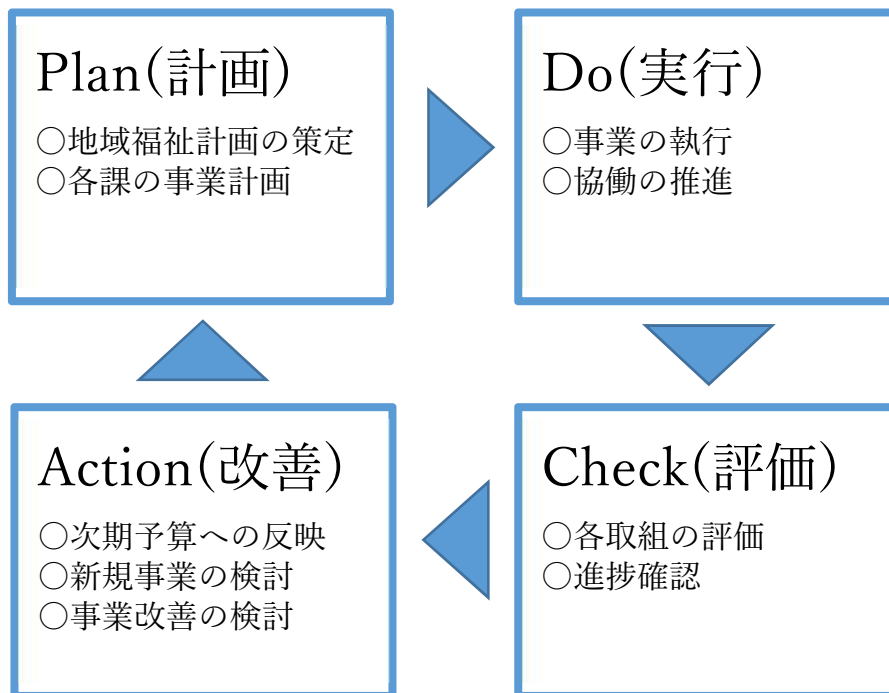 Plan(計画)
○地域福祉計画の策定
○各課の事業計画
Do(実行)
○事業の執行
○協働の推進
Action(改善)
○次期予算への反映
○新規事業の検討
○事業改善の検討
Check(評価)
○各取組の評価
○進捗確認